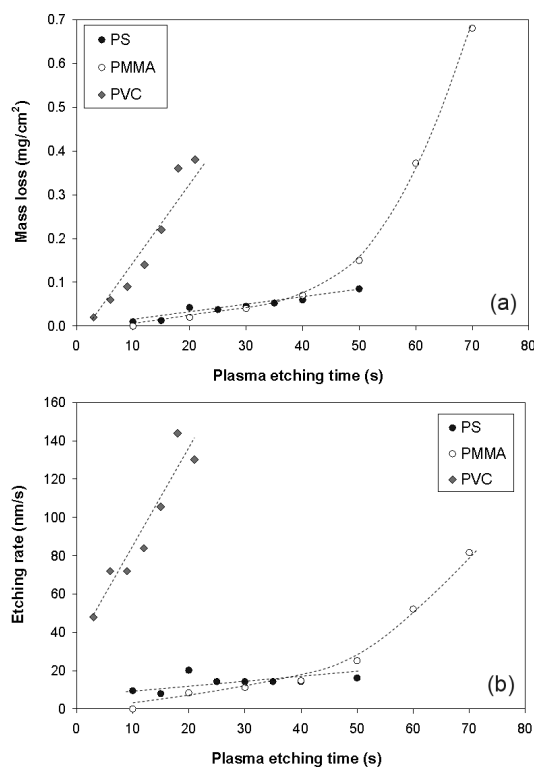 0.7
0.6
0.5
0.4
0.3
0.2
0.1
0.0
Mass loss (mg/cm²)
PS
PMMA
PVC
(a)
0 10 20 30 40 50 60 70 80
Plasma etching time (s)
160
140
120
100
80
60
40
20
0
Etching rate (nm/s)
PS
PMMA
PVC
(b)
0 10 20 30 40 50 60 70 80
Plasma etching time (s)